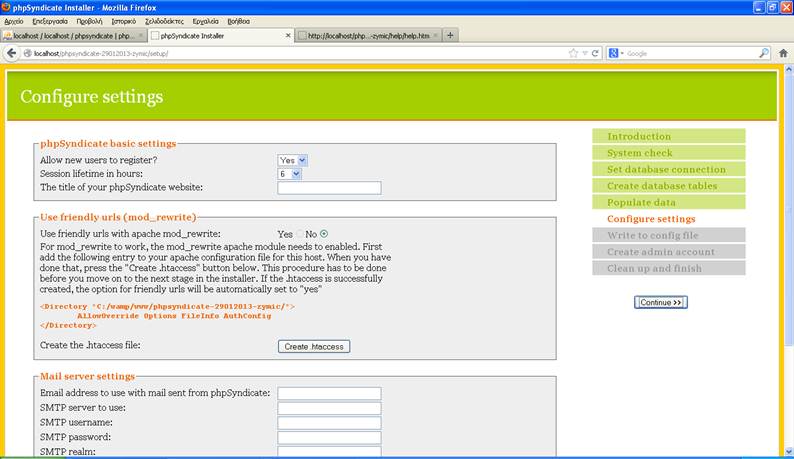 phpSyndicate Installer - Mozilla Firefox
Αρχείο Επεξεργασία Προβολή Ιστορικό Σελιδοδείκτες Εργαλεία Βοήθεια
localhost / localhost / phpsyndicate | php... × phpSyndicate Installer × http://localhost/php...-zymic/help/help.htm × +
localhost/phpsyndicate-29012013-zymic/setup/ Google
Configure settings
phpSyndicate basic settings
Allow new users to register? Yes
Session lifetime in hours: 6
The title of your phpSyndicate website:
Use friendly urls (mod_rewrite)
Use friendly urls with apache mod_rewrite: Yes No
For mod_rewrite to work, the mod_rewrite apache module needs to enabled. First
add the following entry to your apache configuration file for this host. When you have
done that, press the "Create .htaccess" button below. This procedure has to be done
before you move on to the next stage in the installer. If the .htaccess is successfully
created, the option for friendly urls will be automatically set to "yes"
<Directory "C:/wamp/www/phpsyndicate-29012013-zymic/">
AllowOverride Options FileInfo AuthConfig
</Directory>
Create the .htaccess file: Create .htaccess
Mail server settings
Email address to use with mail sent from phpSyndicate:
SMTP server to use:
SMTP username:
SMTP password:
SMTP realm:
Introduction
System check
Set database connection
Create database tables
Populate data
Configure settings
Write to config file
Create admin account
Clean up and finish
Continue >>